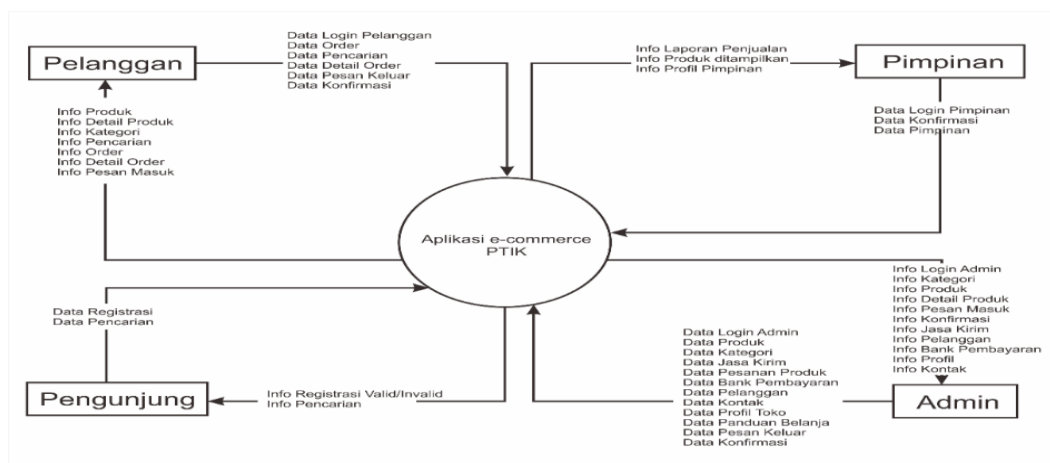 Pelanggan
Data Login Pelanggan
Data Order
Data Pencarian
Data Detail Order
Data Pesan Keluar
Data Konfirmasi
Info Laporan Penjualan
Info Produk ditampilkan
Info Profil Pimpinan
Pimpinan
Info Produk
Info Detail Produk
Info Kategori
Info Pencarian
Info Order
Info Detail Order
Info Pesan Masuk
Data Login Pimpinan
Data Konfirmasi
Data Pimpinan
Aplikasi e-commerce
PTIK
Data Registrasi
Data Pencarian
Info Login Admin
Info Kategori
Info Produk
Info Detail Produk
Info Pesan Masuk
Info Konfirmasi
Info Jasa Kirim
Info Pelanggan
Info Bank Pembayaran
Info Profil
Info Kontak
Pengunjung
Info Registrasi Valid/Invalid
Info Pencarian
Data Login Admin
Data Produk
Data Kategori
Data Jasa Kirim
Data Pesanan Produk
Data Bank Pembayaran
Data Pelanggan
Data Kontak
Data Profil Toko
Data Panduan Belanja
Data Pesan Keluar
Data Konfirmasi
Admin